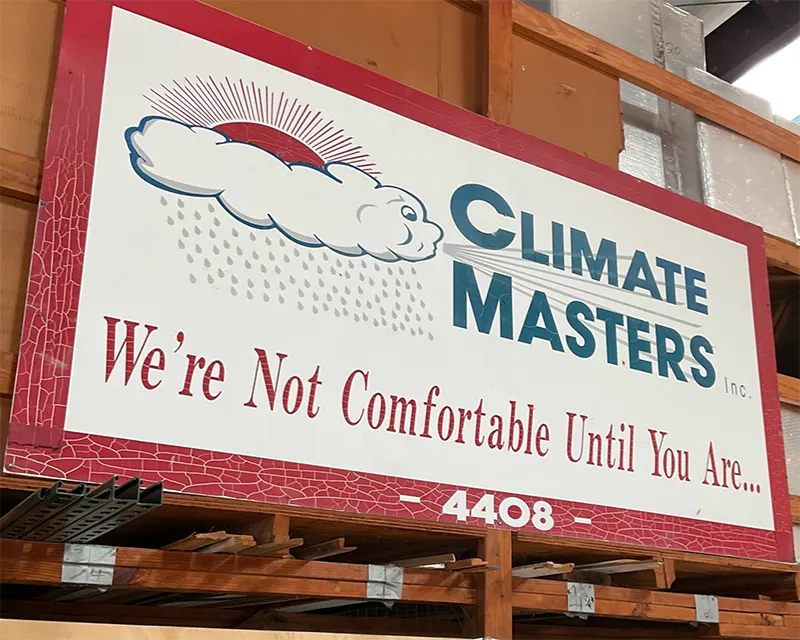 CLIMATE
MASTERS Inc.
We're Not Comfortable Until You Are...
- 4408 -